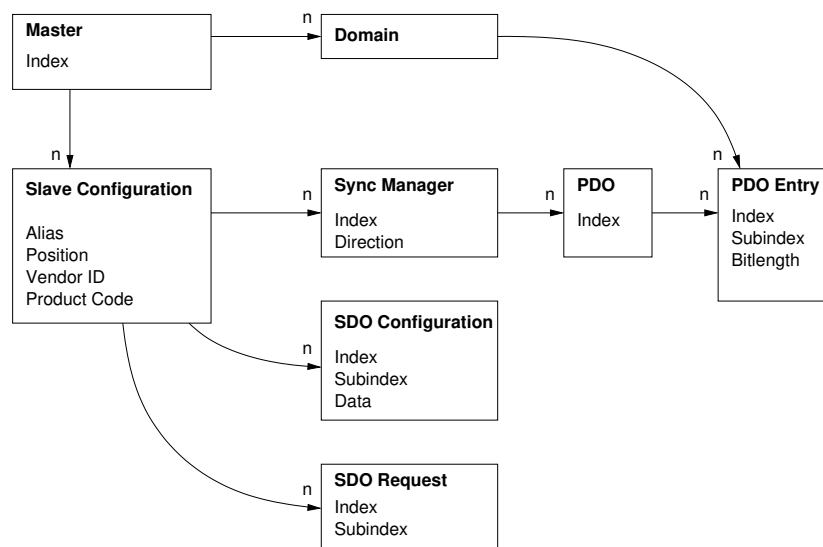 Master
Index
n
Domain
n
n
Slave Configuration
Alias
Position
Vendor ID
Product Code
n
Sync Manager
Index
Direction
n
PDO
Index
n
PDO Entry
Index
Subindex
Bitlength
n
SDO Configuration
Index
Subindex
Data
n
SDO Request
Index
Subindex